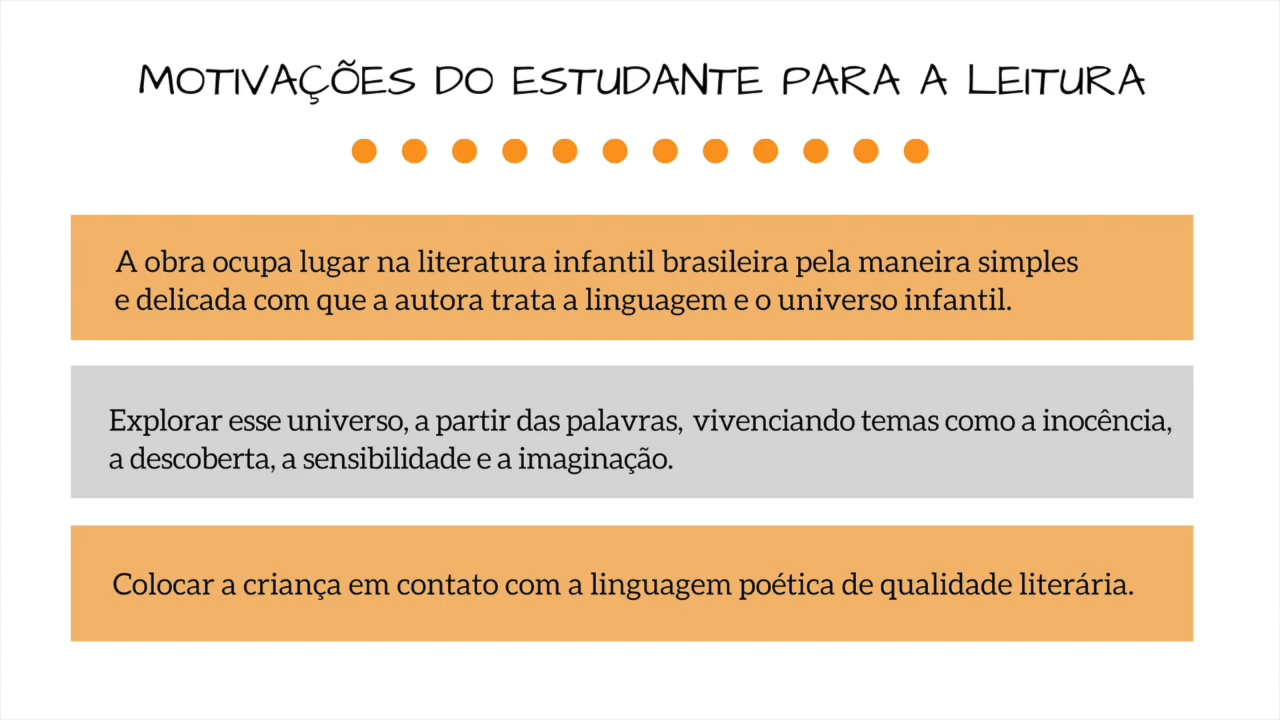 MOTIVAÇÕES DO ESTUDANTE PARA A LEITURA
A obra ocupa lugar na literatura infantil brasileira pela maneira simples
e delicada com que a autora trata a linguagem e o universo infantil.
Explorar esse universo, a partir das palavras, vivenciando temas como a inocência,
a descoberta, a sensibilidade e a imaginação.
Colocar a criança em contato com a linguagem poética de qualidade literária.